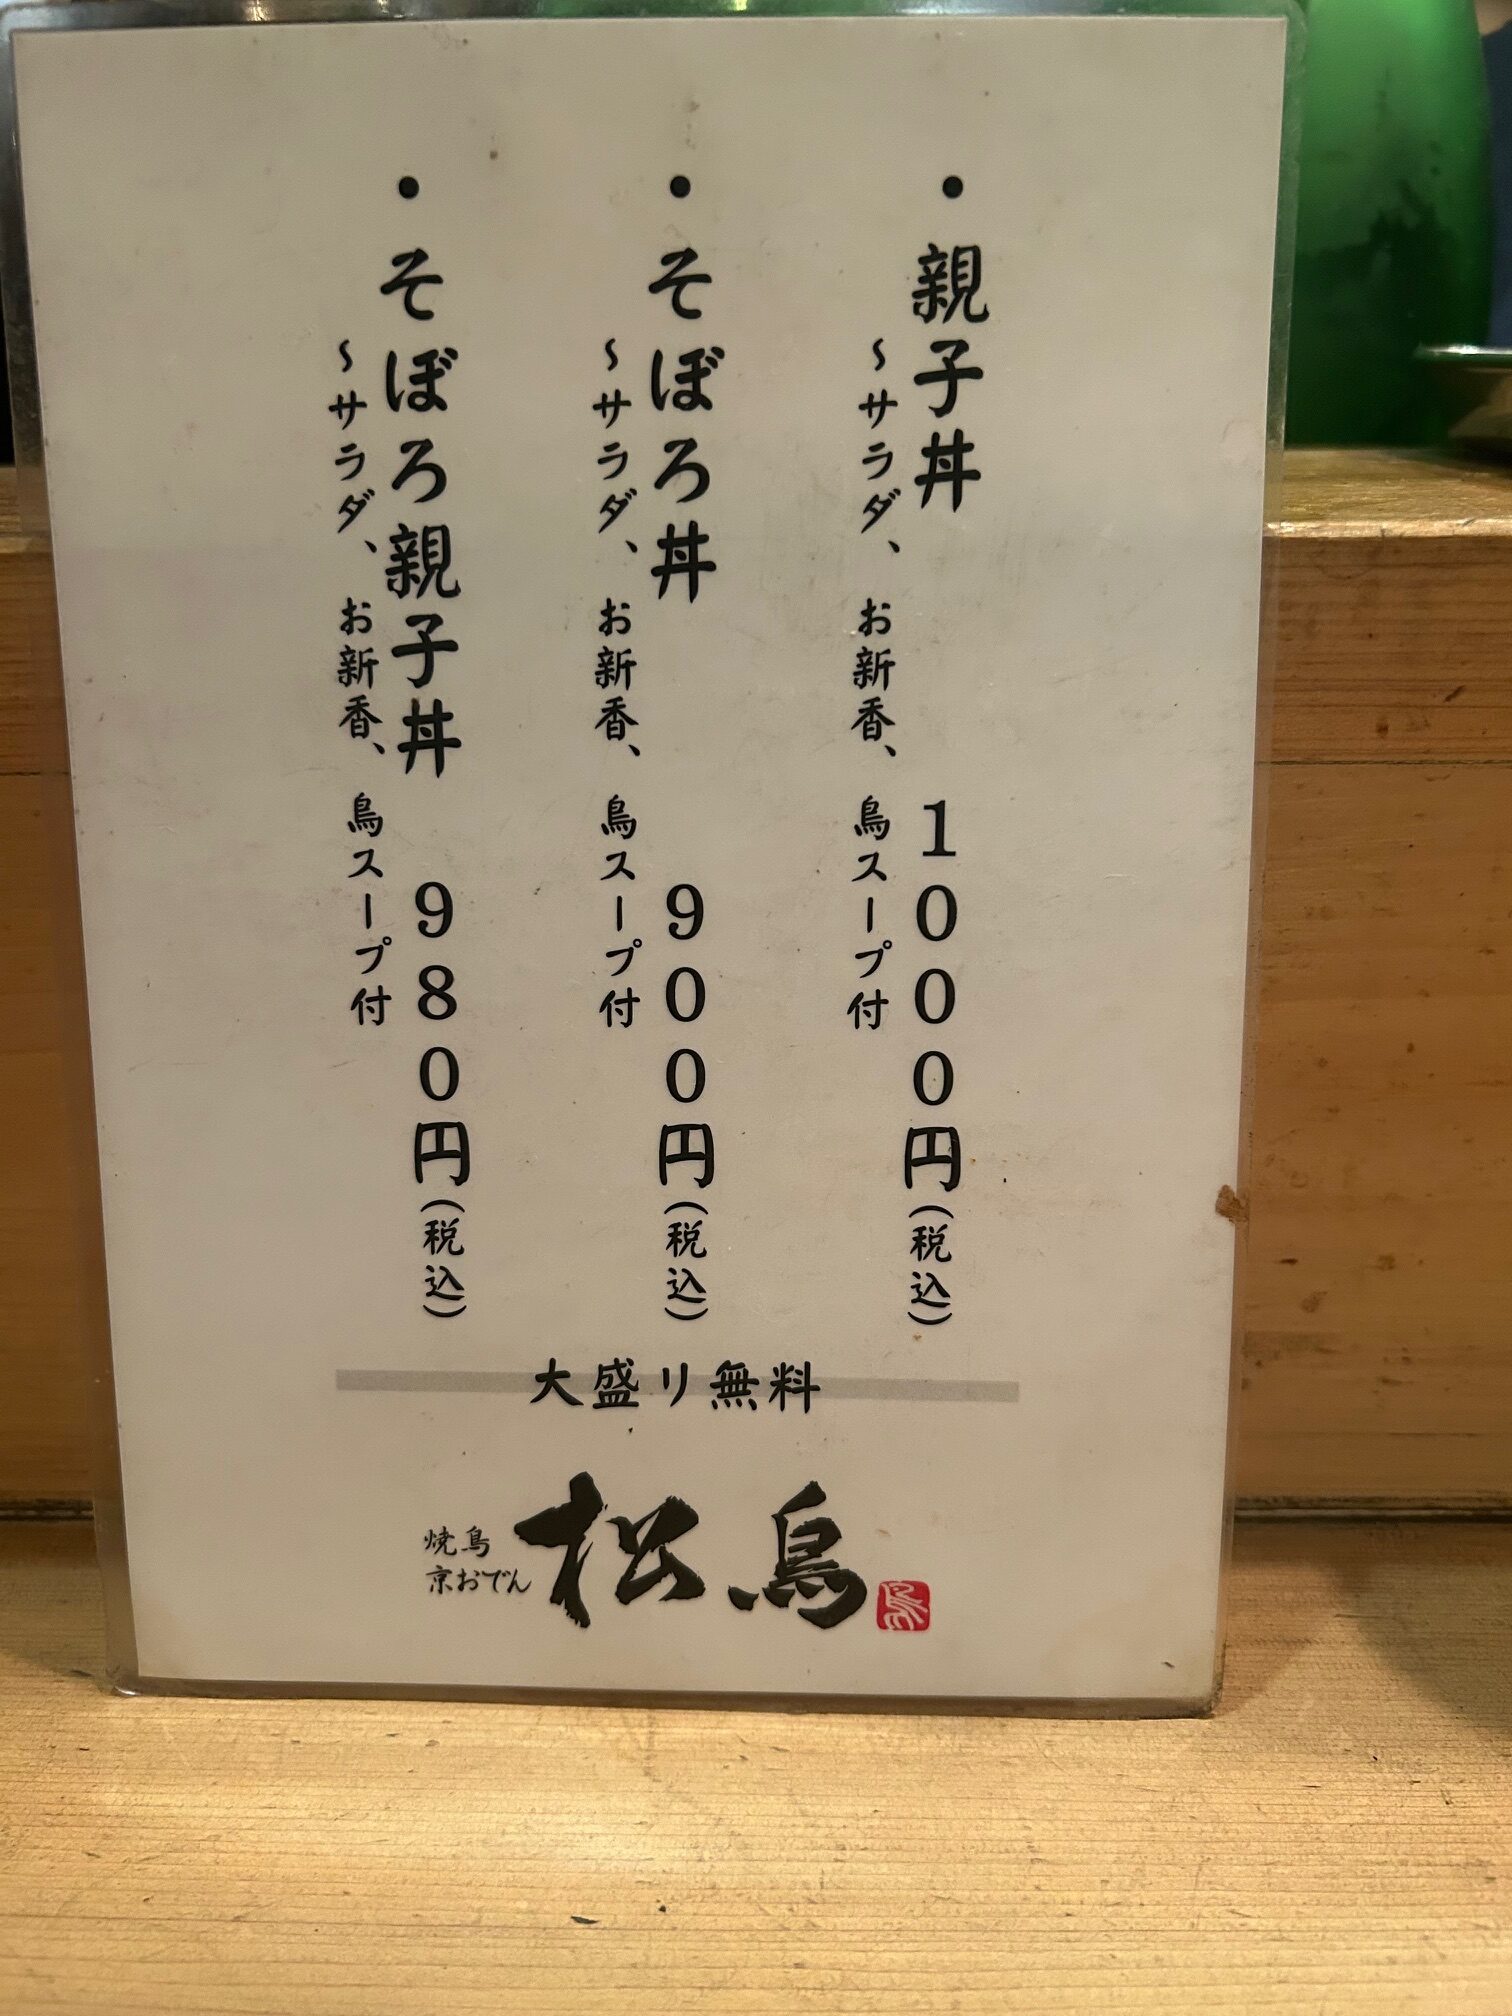 ・親子丼 1000円(税込)
～サラダ、お新香、鳥スープ付
・そぼろ丼 900円(税込)
～サラダ、お新香、鳥スープ付
・そぼろ親子丼 980円(税込)
～サラダ、お新香、鳥スープ付
大盛り無料
焼鳥
京おでん
松鳥